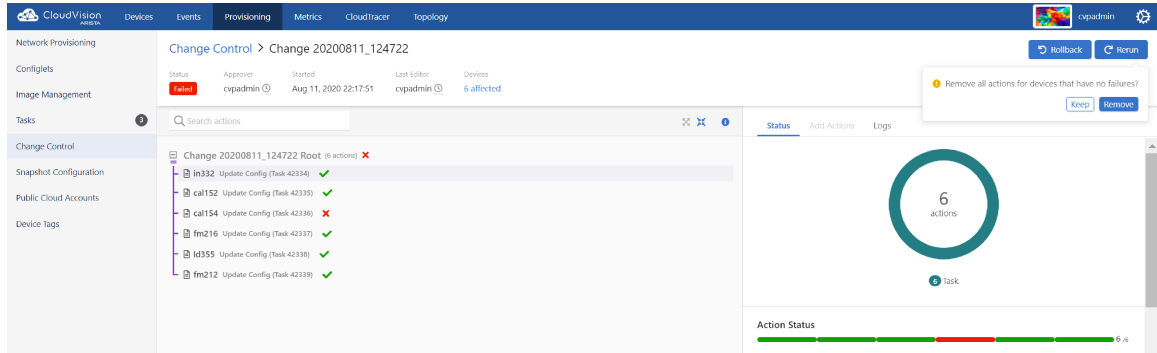 CloudVision
ARISTA
Devices
Events
Provisioning
Metrics
CloudTracer
Topology
cvpadmin
Network Provisioning
Configlets
Image Management
Tasks 3
Change Control
Snapshot Configuration
Public Cloud Accounts
Device Tags
Change Control > Change 20200811_124722
Rollback
Rerun
Status Approver Started Last Editor Devices
Failed cvpadmin Aug 11, 2020 22:17:51 cvpadmin 6 affected
Remove all actions for devices that have no failures?
Keep Remove
Search actions
Change 20200811_124722 Root (6 actions)
in332 Update Config (Task 42334)
cal152 Update Config (Task 42335)
cal154 Update Config (Task 42336)
fm216 Update Config (Task 42337)
ld355 Update Config (Task 42338)
fm212 Update Config (Task 42339)
Status Add Actions Logs
6
actions
6 Task
Action Status
6 /6